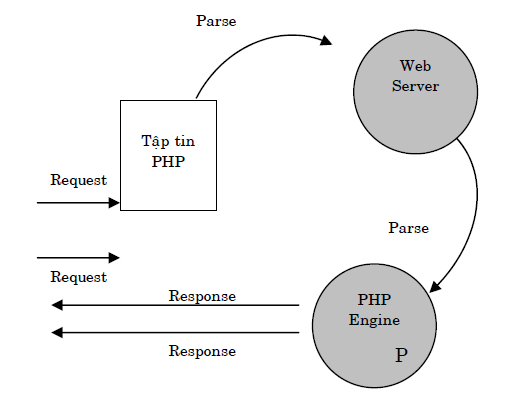 Parse
Web
Server
Tập tin
PHP
Request
Parse
Request
Response
PHP
Engine
P
Response